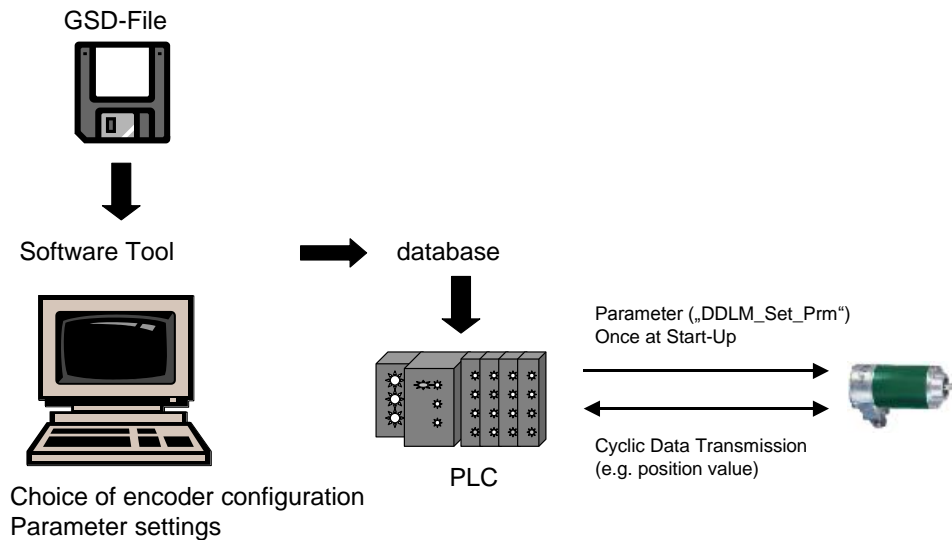 GSD-File
Software Tool
database
Parameter („DDLM_Set_Prm“)
Once at Start-Up
Cyclic Data Transmission
(e.g. position value)
PLC
Choice of encoder configuration
Parameter settings